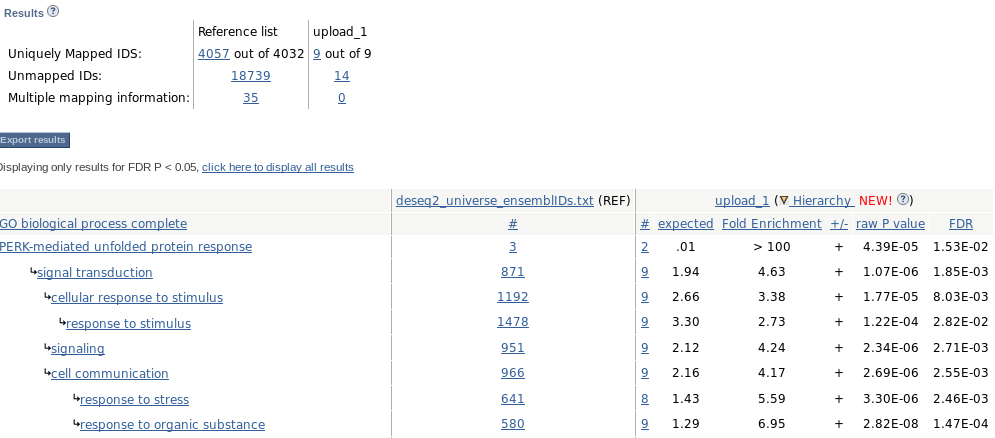 Results ?
Reference list upload_1
Uniquely Mapped IDS: 4057 out of 4032 9 out of 9
Unmapped IDs: 18739 14
Multiple mapping information: 35 0
Export results
Displaying only results for FDR P < 0.05, click here to display all results
deseq2_universe_ensemblIDs.txt (REF) upload_1 (▼ Hierarchy NEW! ?)
GO biological process complete # # expected Fold Enrichment +/- raw P value FDR
PERK-mediated unfolded protein response 3 2 .01 > 100 + 4.39E-05 1.53E-02
↳signal transduction 871 9 1.94 4.63 + 1.07E-06 1.85E-03
↳cellular response to stimulus 1192 9 2.66 3.38 + 1.77E-05 8.03E-03
↳response to stimulus 1478 9 3.30 2.73 + 1.22E-04 2.82E-02
↳signaling 951 9 2.12 4.24 + 2.34E-06 2.71E-03
↳cell communication 966 9 2.16 4.17 + 2.69E-06 2.55E-03
↳response to stress 641 8 1.43 5.59 + 3.30E-06 2.46E-03
↳response to organic substance 580 9 1.29 6.95 + 2.82E-08 1.47E-04